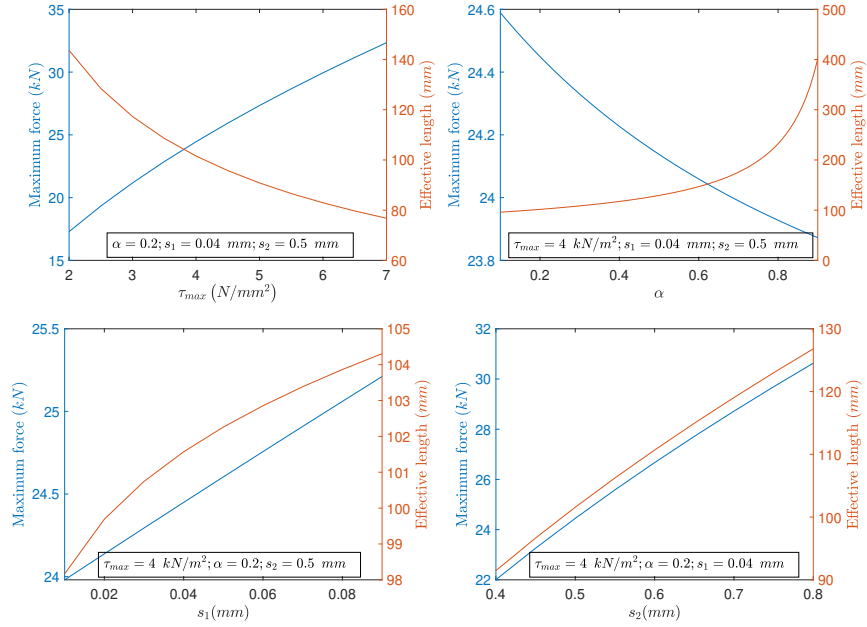 35
30
25
20
15
Maximum force (kN)
160
140
120
100
80
60
Effective length (mm)
α = 0.2; s₁ = 0.04 mm; s₂ = 0.5 mm
2 3 4 5 6 7
τₘₐₓ (N/mm²)
24.6
24.4
24.2
24
23.8
Maximum force (kN)
500
400
300
200
100
0
Effective length (mm)
τₘₐₓ = 4 kN/m²; s₁ = 0.04 mm; s₂ = 0.5 mm
0.2 0.4 0.6 0.8
α
25.5
25
24.5
24
Maximum force (kN)
105
104
103
102
101
100
99
98
Effective length (mm)
τₘₐₓ = 4 kN/m²; α = 0.2; s₂ = 0.5 mm
0.02 0.04 0.06 0.08
s₁(mm)
32
30
28
26
24
22
Maximum force (kN)
130
120
110
100
90
Effective length (mm)
τₘₐₓ = 4 kN/m²; α = 0.2; s₁ = 0.04 mm
0.4 0.5 0.6 0.7 0.8
s₂(mm)